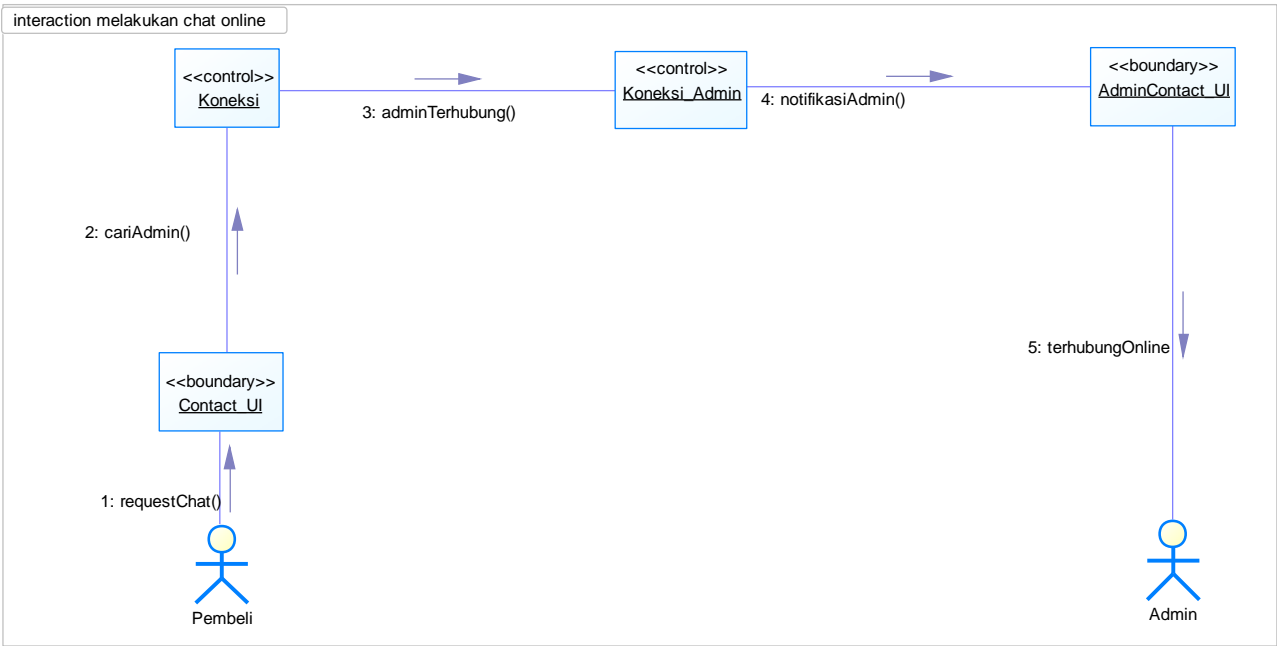 interaction melakukan chat online
<<control>>
Koneksi
3: adminTerhubung()
<<control>>
Koneksi_Admin
4: notifikasiAdmin()
<<boundary>>
AdminContact_UI
2: cariAdmin()
5: terhubungOnline
<<boundary>>
Contact_UI
1: requestChat()
Pembeli
Admin